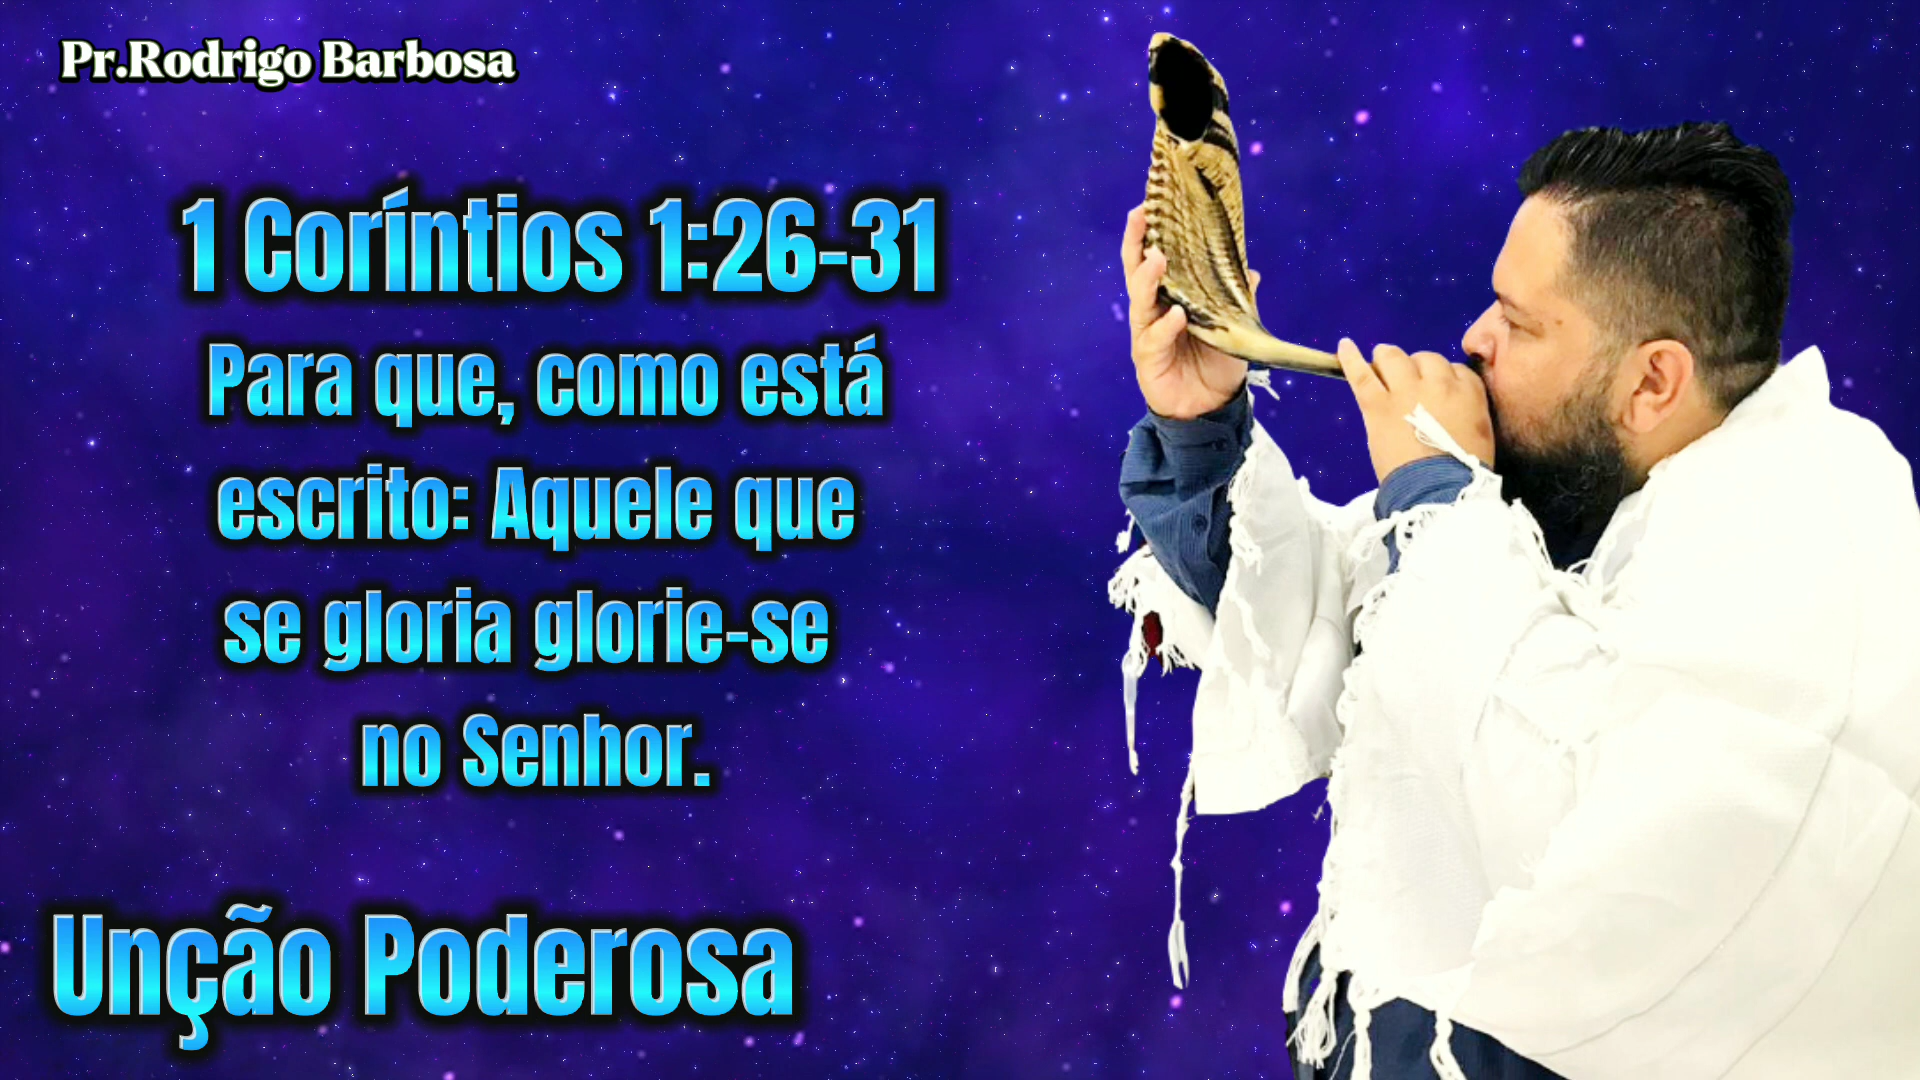 Pr.Rodrigo Barbosa
1 Coríntios 1:26-31
Para que, como está
escrito: Aquele que
se gloria glorie-se
no Senhor.
Unção Poderosa